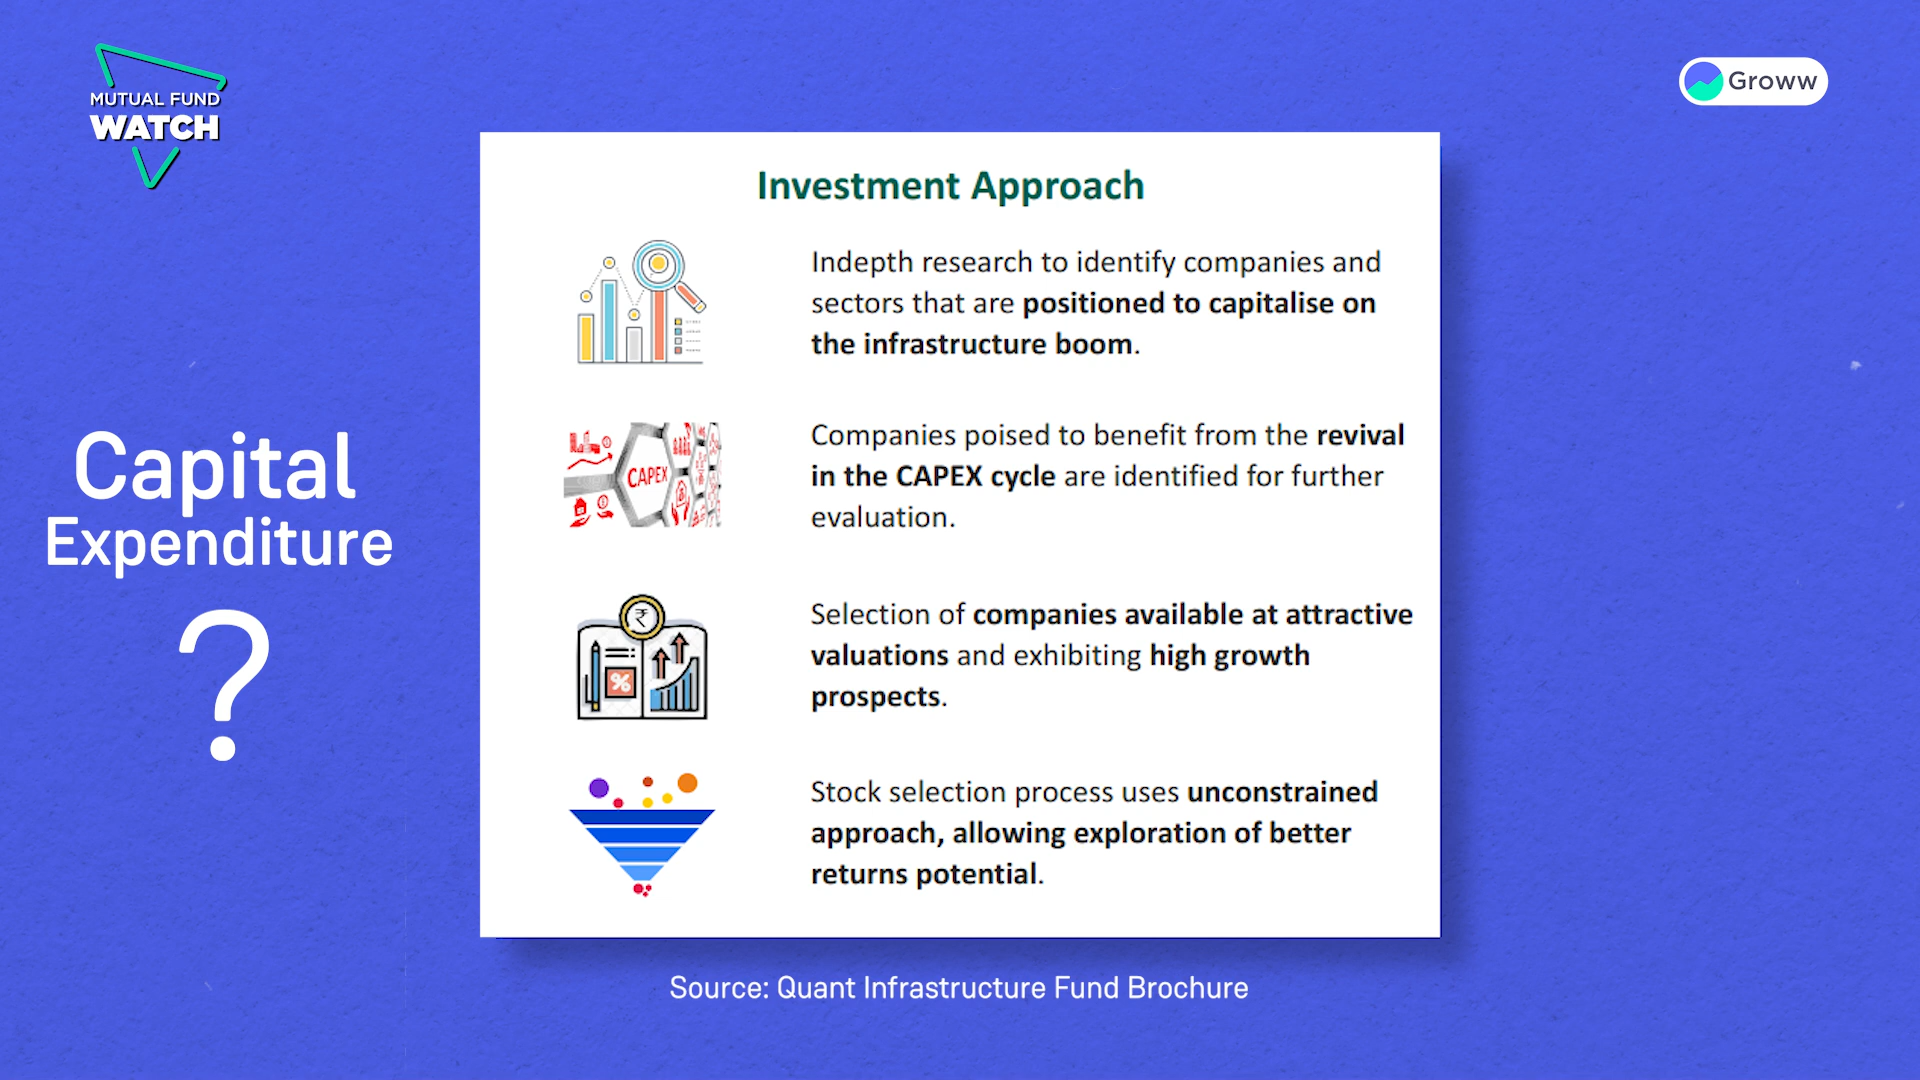 MUTUAL FUND
WATCH
Groww
Capital
Expenditure
?
Investment Approach
Indepth research to identify companies and
sectors that are positioned to capitalise on
the infrastructure boom.
CAPEX
Companies poised to benefit from the revival
in the CAPEX cycle are identified for further
evaluation.
₹
%
Selection of companies available at attractive
valuations and exhibiting high growth
prospects.
Stock selection process uses unconstrained
approach, allowing exploration of better
returns potential.
Source: Quant Infrastructure Fund Brochure